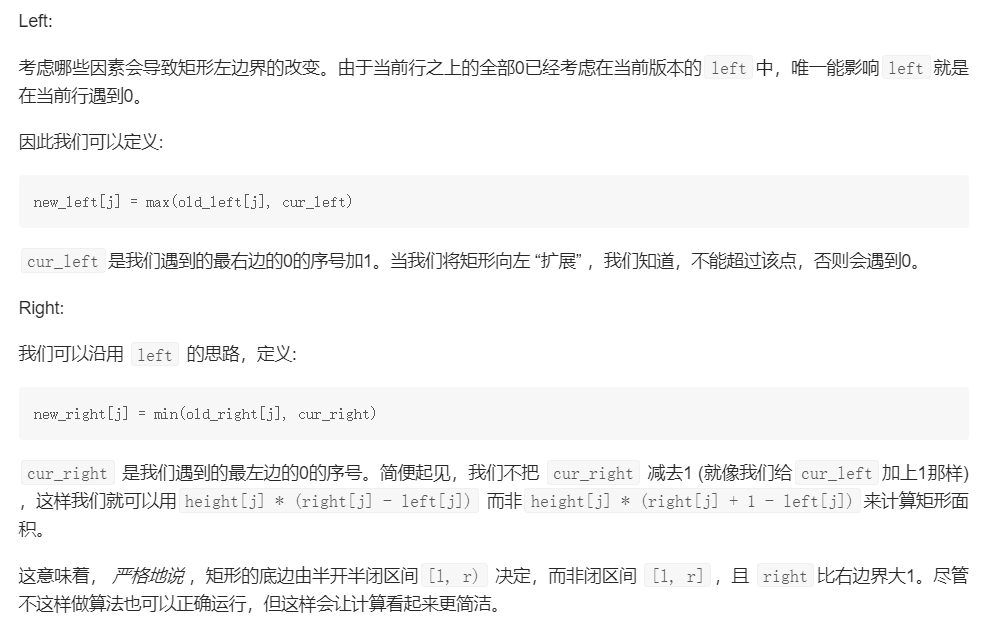 Left:
考虑哪些因素会导致矩形左边界的改变。由于当前行之上的全部0已经考虑在当前版本的 left 中，唯一能影响 left 就是
在当前行遇到0。
因此我们可以定义:
new_left[j] = max(old_left[j], cur_left)
cur_left 是我们遇到的最右边的0的序号加1。当我们将矩形向左 “扩展” ，我们知道，不能超过该点，否则会遇到0。
Right:
我们可以沿用 left 的思路，定义:
new_right[j] = min(old_right[j], cur_right)
cur_right 是我们遇到的最左边的0的序号。简便起见，我们不把 cur_right 减去1 (就像我们给 cur_left 加上1那样)
，这样我们就可以用 height[j] * (right[j] - left[j]) 而非 height[j] * (right[j] + 1 - left[j]) 来计算矩形面
积。
这意味着， 严格地说 ，矩形的底边由半开半闭区间 [l, r) 决定，而非闭区间 [l, r] ，且 right 比右边界大1。尽管
不这样做算法也可以正确运行，但这样会让计算看起来更简洁。